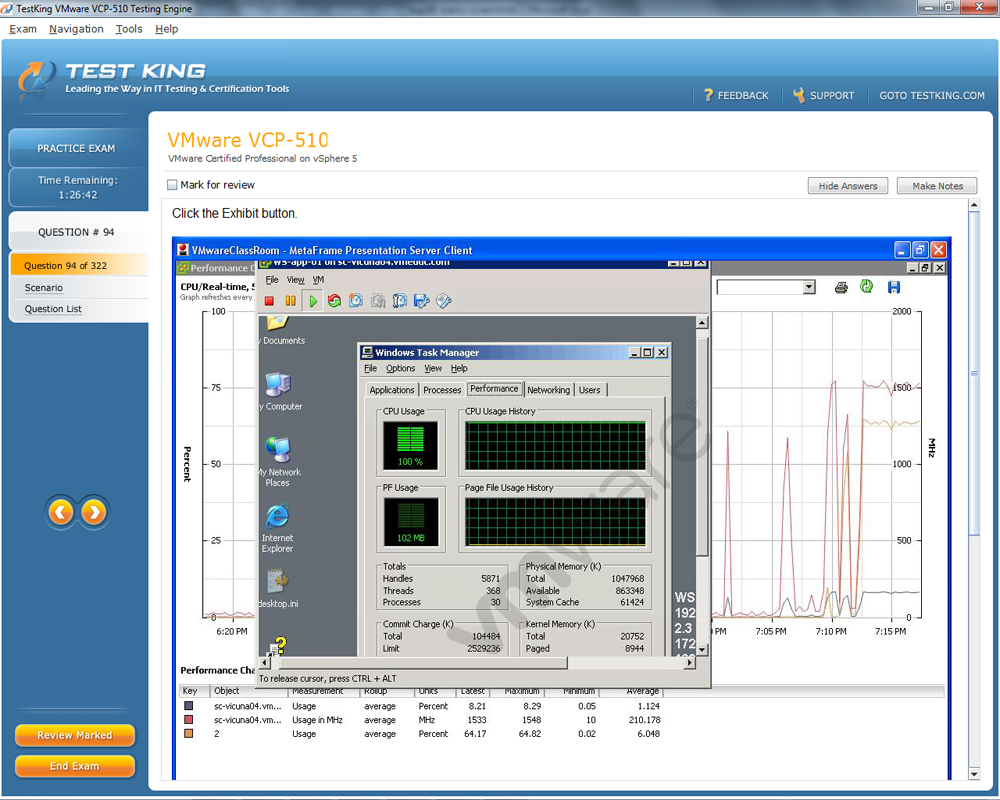 TestKing VMware VCP-510 Testing Engine
Exam Navigation Tools Help
TEST KING
Leading the Way in IT Testing & Certification Tools
FEEDBACK SUPPORT GOTO TESTKING.COM
PRACTICE EXAM
Time Remaining:
1:26:42
QUESTION # 94
Question 94 of 322
Scenario
Question List
Review Marked
End Exam
VMware VCP-510
VMware Certified Professional on vSphere 5
Mark for review
Hide Answers Make Notes
Click the Exhibit button.
VMwareClassRoom - MetaFrame Presentation Server Client
Performance
CPU/Real-time,
Graph refreshes every
100
75
50
25
0
Percent
6:20 PM
ws-app-01 on sc-vicuna04.vmeduc.com
File View VM
Documents
y Computer
My Network
Places
Internet
Explorer
desktop.ini
Windows Task Manager
File Options View Help
Applications Processes Performance Networking Users
CPU Usage CPU Usage History
100 %
PF Usage Page File Usage History
102 MB
Totals
Handles 5871
Threads 368
Processes 30
Physical Memory (K)
Total 1047968
Available 863348
System Cache 61424
Commit Charge (K)
Total 104484
Limit 2529236
Kernel Memory (K)
Total 20752
Paged 8944
WS
192
2.3
172
To release cursor, press CTRL + ALT
vmware®
2000
1500
1000
500
0
MHz
PM 7:05 PM 7:10 PM 7:15 PM
Performance Cha
Key Object Measurement Rollup Units Latest Maximum Minimum Average
sc-vicuna04.vm... Usage average Percent 8.21 8.29 0.05 1.124
sc-vicuna04.vm... Usage in MHz average MHz 1533 1548 10 210.178
2 Usage average Percent 64.17 64.82 0.02 6.048